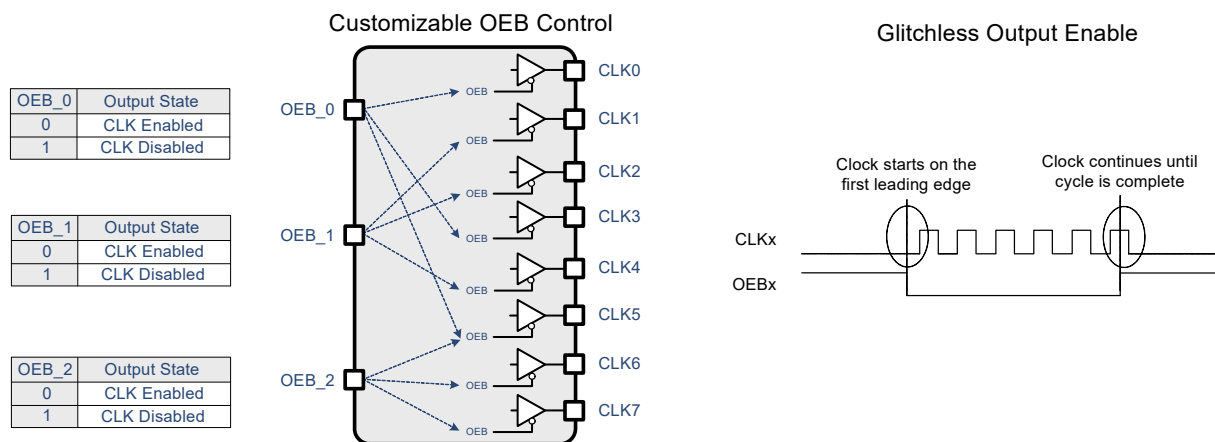 Customizable OEB Control
Glitchless Output Enable
OEB_0 Output State
0 CLK Enabled
1 CLK Disabled
OEB_1 Output State
0 CLK Enabled
1 CLK Disabled
OEB_2 Output State
0 CLK Enabled
1 CLK Disabled
OEB_0
OEB_1
OEB_2
OEB
OEB
OEB
OEB
OEB
OEB
OEB
OEB
CLK0
CLK1
CLK2
CLK3
CLK4
CLK5
CLK6
CLK7
Clock starts on the
first leading edge
Clock continues until
cycle is complete
CLKx
OEBx